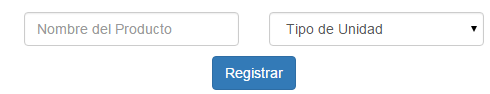 Nombre del Producto
Tipo de Unidad
Registrar